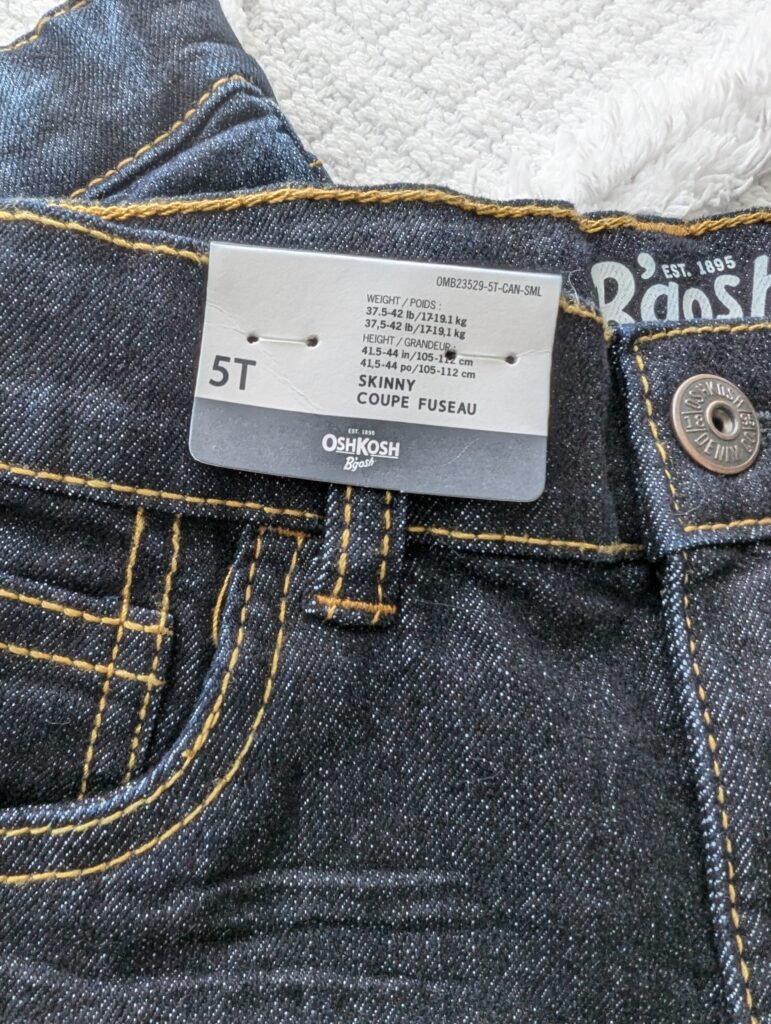 OMB23529-5T-CAN-SML
WEIGHT / POIDS :
37.5-42 lb/17-19.1 kg
37,5-42 lb/17-19,1 kg
HEIGHT / GRANDEUR :
41.5-44 in/105-112 cm
41,5-44 po/105-112 cm
5T
SKINNY
COUPE FUSEAU
EST. 1895
OSHKOSH
B'gosh
EST. 1895
B'gosh
DENIM